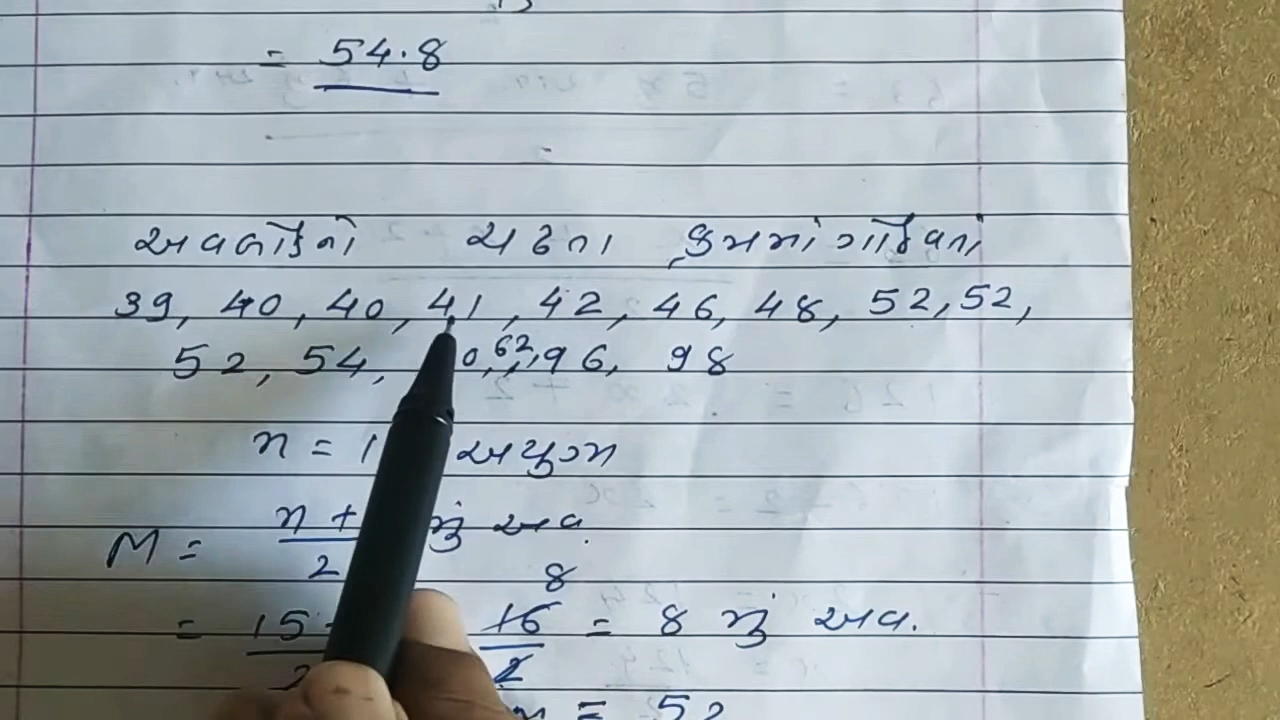 = 54.8
અવલોકનો ચઢતા ક્રમમાં ગોઠવતાં
39, 40, 40, 41, 42, 46, 48, 52, 52,
52, 54, 0, 62, 96, 98
n = 1 અયુગ્મ
M = n + / 2 મું અવ.
= 15 / 2 16 / 2 8 = 8 મું અવ.
= 52